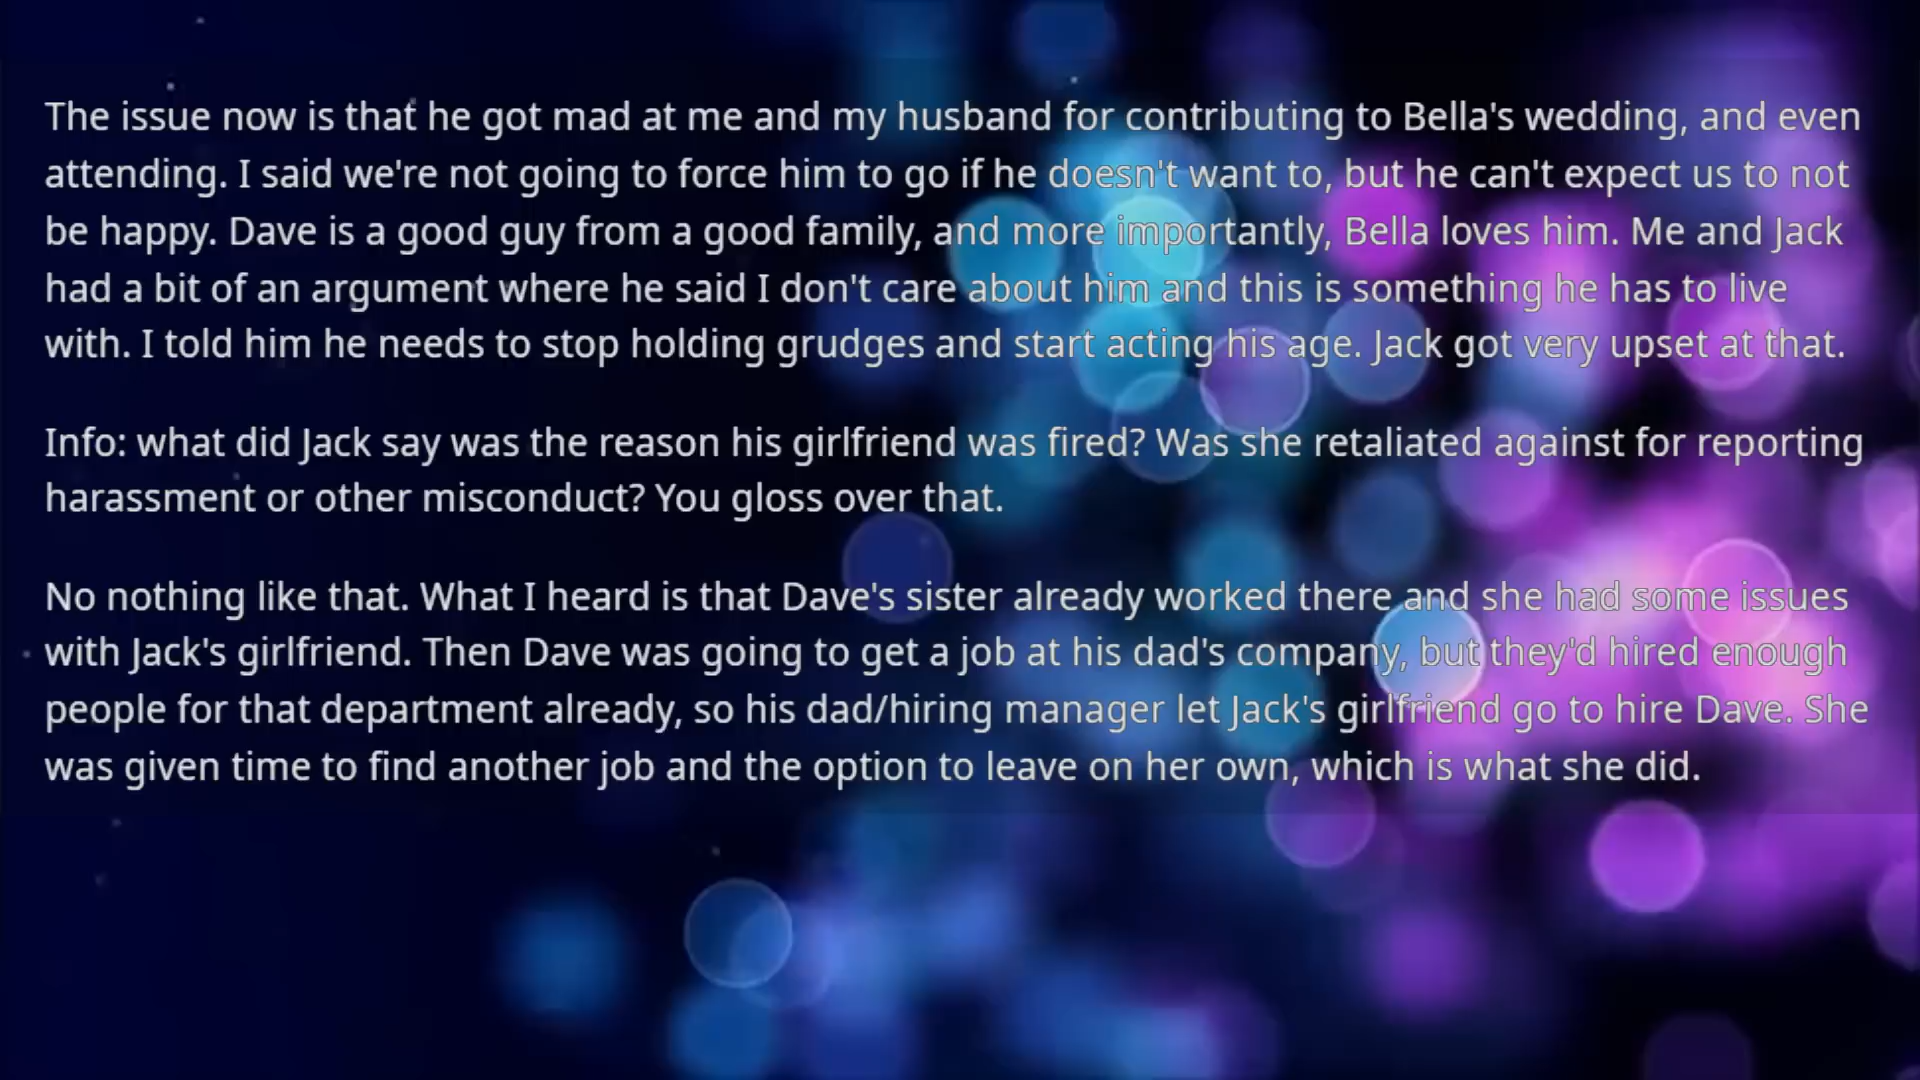 The issue now is that he got mad at me and my husband for contributing to Bella's wedding, and even
attending. I said we're not going to force him to go if he doesn't want to, but he can't expect us to not
be happy. Dave is a good guy from a good family, and more importantly, Bella loves him. Me and Jack
had a bit of an argument where he said I don't care about him and this is something he has to live
with. I told him he needs to stop holding grudges and start acting his age. Jack got very upset at that.
Info: what did Jack say was the reason his girlfriend was fired? Was she retaliated against for reporting
harassment or other misconduct? You gloss over that.
No nothing like that. What I heard is that Dave's sister already worked there and she had some issues
with Jack's girlfriend. Then Dave was going to get a job at his dad's company, but they'd hired enough
people for that department already, so his dad/hiring manager let Jack's girlfriend go to hire Dave. She
was given time to find another job and the option to leave on her own, which is what she did.